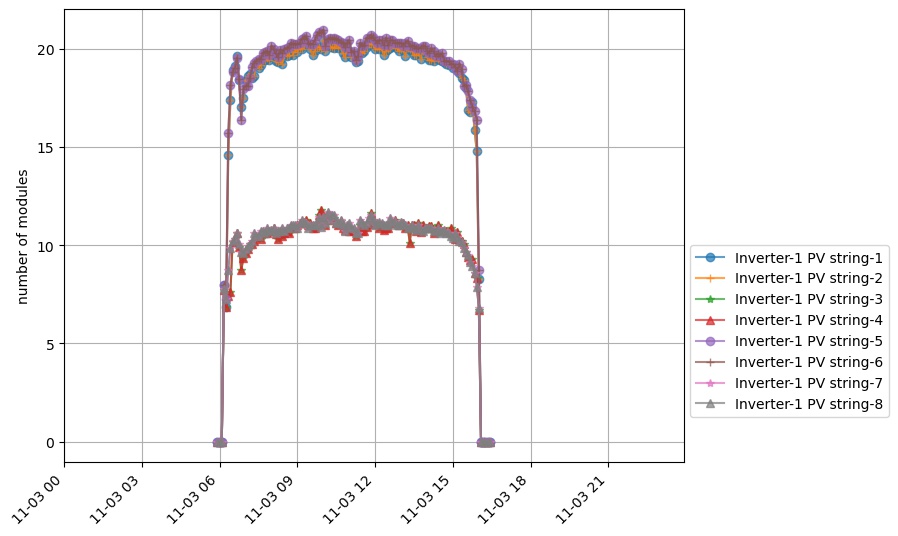 20
15
10
5
0
number of modules
11-03 00
11-03 03
11-03 06
11-03 09
11-03 12
11-03 15
11-03 18
11-03 21
Inverter-1 PV string-1
Inverter-1 PV string-2
Inverter-1 PV string-3
Inverter-1 PV string-4
Inverter-1 PV string-5
Inverter-1 PV string-6
Inverter-1 PV string-7
Inverter-1 PV string-8